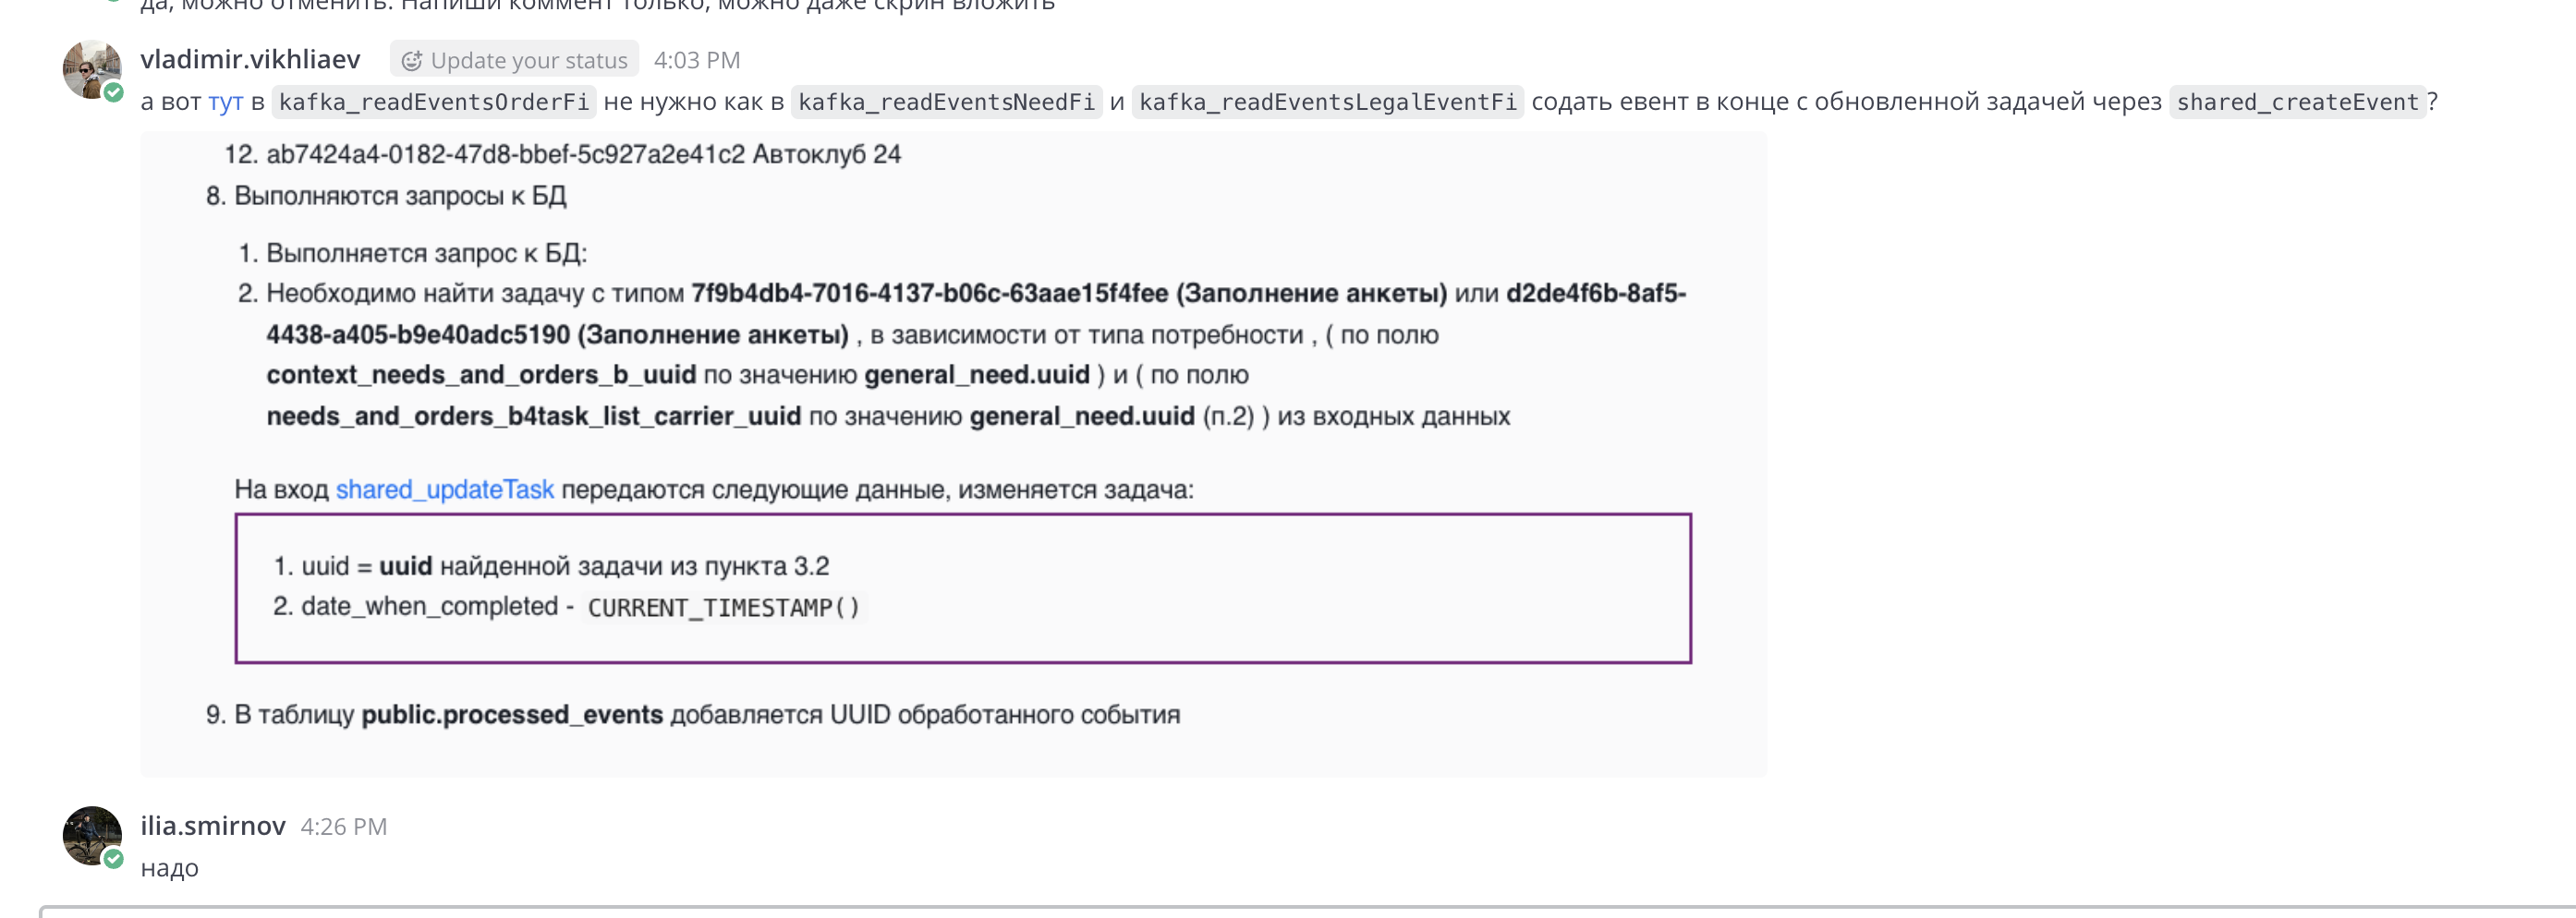 да, можно отменить. Напиши коммент только, можно даже скрин вложить
vladimir.vikhliaev Update your status 4:03 PM
а вот тут в kafka_readEventsOrderFi не нужно как в kafka_readEventsNeedFi и kafka_readEventsLegalEventFi содать евент в конце с обновленной задачей через shared_createEvent?
12. ab7424a4-0182-47d8-bbef-5c927a2e41c2 Автоклуб 24
8. Выполняются запросы к БД
1. Выполняется запрос к БД:
2. Необходимо найти задачу с типом 7f9b4db4-7016-4137-b06c-63aae15f4fee (Заполнение анкеты) или d2de4f6b-8af5-
4438-a405-b9e40adc5190 (Заполнение анкеты) , в зависимости от типа потребности , ( по полю
context_needs_and_orders_b_uuid по значению general_need.uuid ) и ( по полю
needs_and_orders_b4task_list_carrier_uuid по значению general_need.uuid (п.2) ) из входных данных
На вход shared_updateTask передаются следующие данные, изменяется задача:
1. uuid = uuid найденной задачи из пункта 3.2
2. date_when_completed - CURRENT_TIMESTAMP()
9. В таблицу public.processed_events добавляется UUID обработанного события
ilia.smirnov 4:26 PM
надо